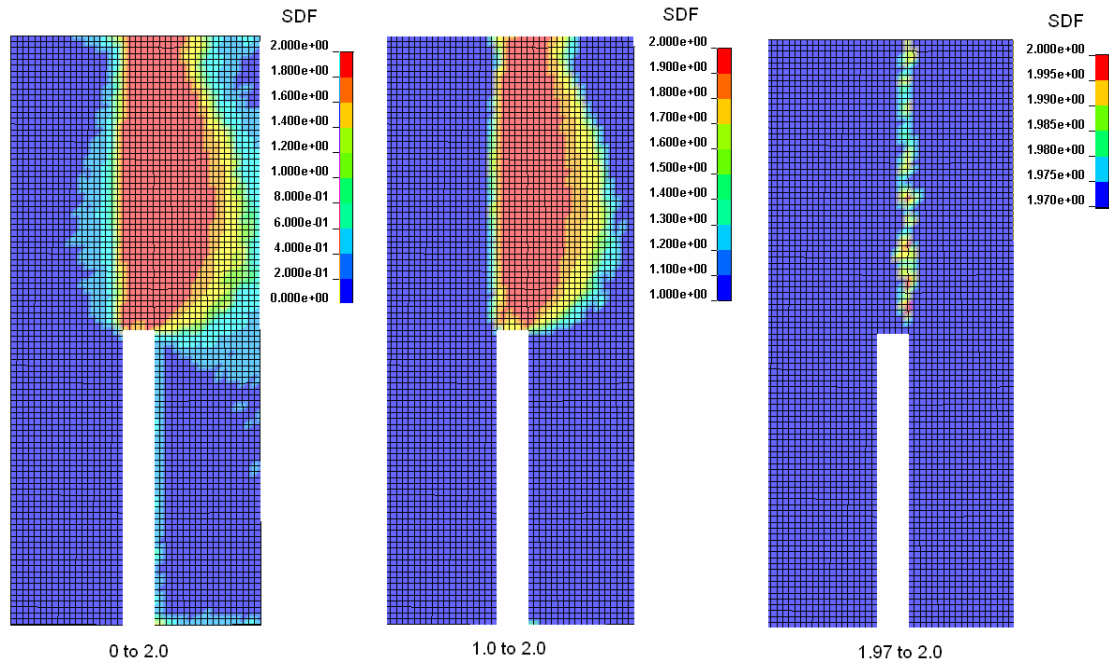 SDF
2.000e+00
1.800e+00
1.600e+00
1.400e+00
1.200e+00
1.000e+00
8.000e-01
6.000e-01
4.000e-01
2.000e-01
0.000e+00
0 to 2.0
SDF
2.000e+00
1.900e+00
1.800e+00
1.700e+00
1.600e+00
1.500e+00
1.400e+00
1.300e+00
1.200e+00
1.100e+00
1.000e+00
1.0 to 2.0
SDF
2.000e+00
1.995e+00
1.990e+00
1.985e+00
1.980e+00
1.975e+00
1.970e+00
1.97 to 2.0